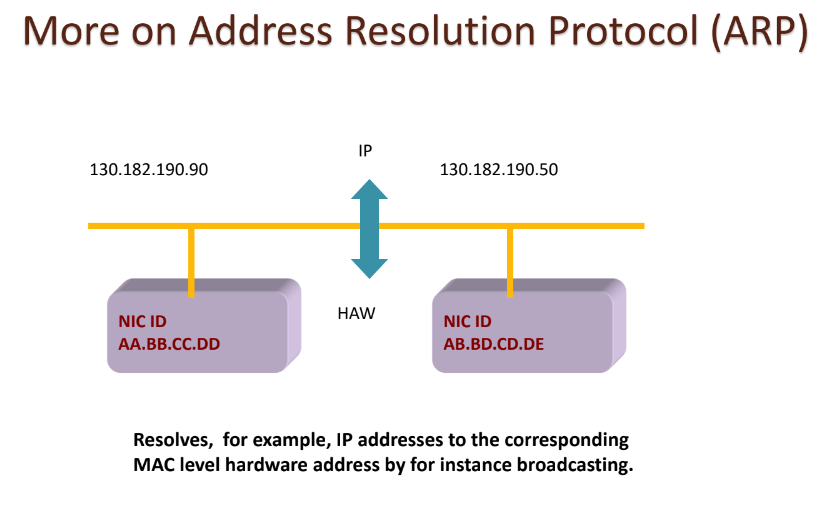 More on Address Resolution Protocol (ARP)
IP
130.182.190.90
130.182.190.50
HAW
NIC ID
AA.BB.CC.DD
NIC ID
AB.BD.CD.DE
Resolves, for example, IP addresses to the corresponding
MAC level hardware address by for instance broadcasting.